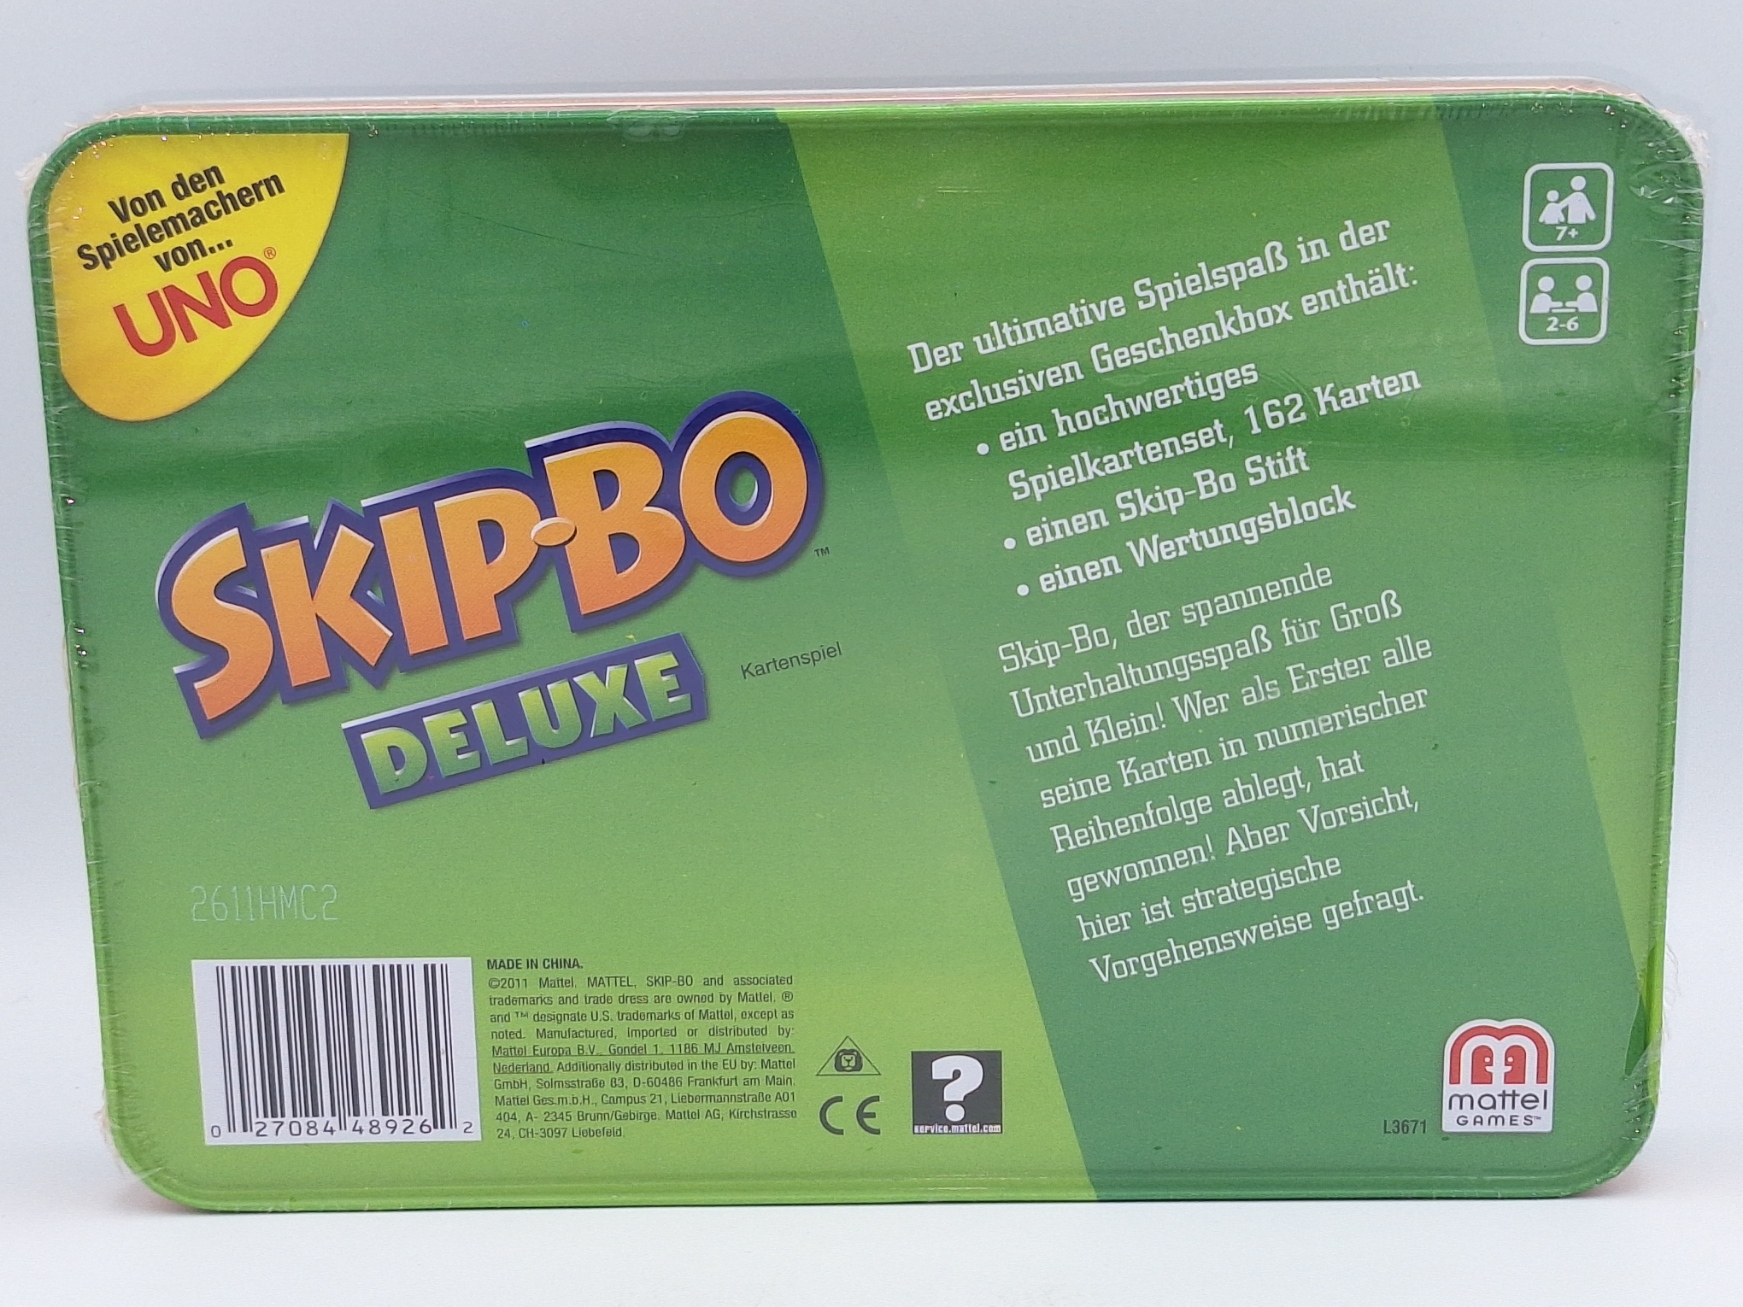 Von den
Spielemachern
von...
UNO®
SKIP-BO™
DELUXE
Kartenspiel
Der ultimative Spielspaß in der
exclusiven Geschenkbox enthält:
• ein hochwertiges
Spielkartenset, 162 Karten
• einen Skip-Bo Stift
• einen Wertungsblock
Skip-Bo, der spannende
Unterhaltungsspaß für Groß
und Klein! Wer als Erster alle
seine Karten in numerischer
Reihenfolge ablegt, hat
gewonnen! Aber Vorsicht,
hier ist strategische
Vorgehensweise gefragt.
7+
2-6
2611HMC2
0 27084 48926 2
MADE IN CHINA.
©2011 Mattel. MATTEL, SKIP-BO and associated
trademarks and trade dress are owned by Mattel. ®
and ™ designate U.S. trademarks of Mattel, except as
noted. Manufactured, imported or distributed by:
Mattel Europa B.V., Gondel 1, 1186 MJ Amstelveen,
Nederland. Additionally distributed in the EU by: Mattel
GmbH, Solmsstraße 83, D-60486 Frankfurt am Main.
Mattel Ges.m.b.H., Campus 21, Liebermannstraße A01
404, A- 2345 Brunn/Gebirge. Mattel AG, Kirchstrasse
24, CH-3097 Liebefeld.
CE
?
service.mattel.com
L3671
mattel
GAMES™